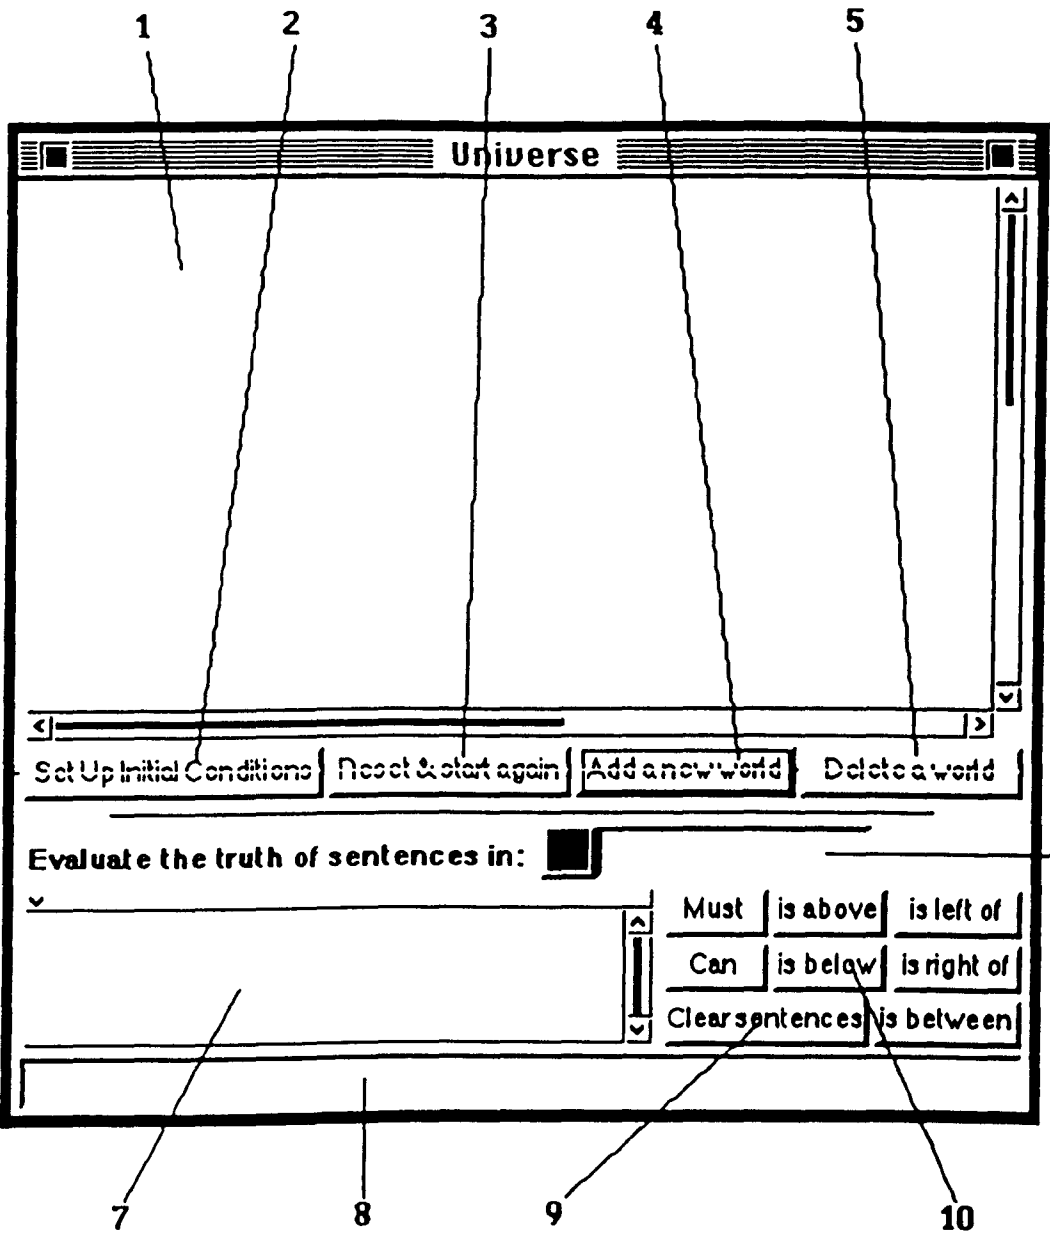 1 2 3 4 5
Universe
Set Up Initial Conditions Reset & start again Add a new world Delete a world
Evaluate the truth of sentences in:
Must is above is left of
Can is below is right of
Clear sentences is between
7 8 9 10